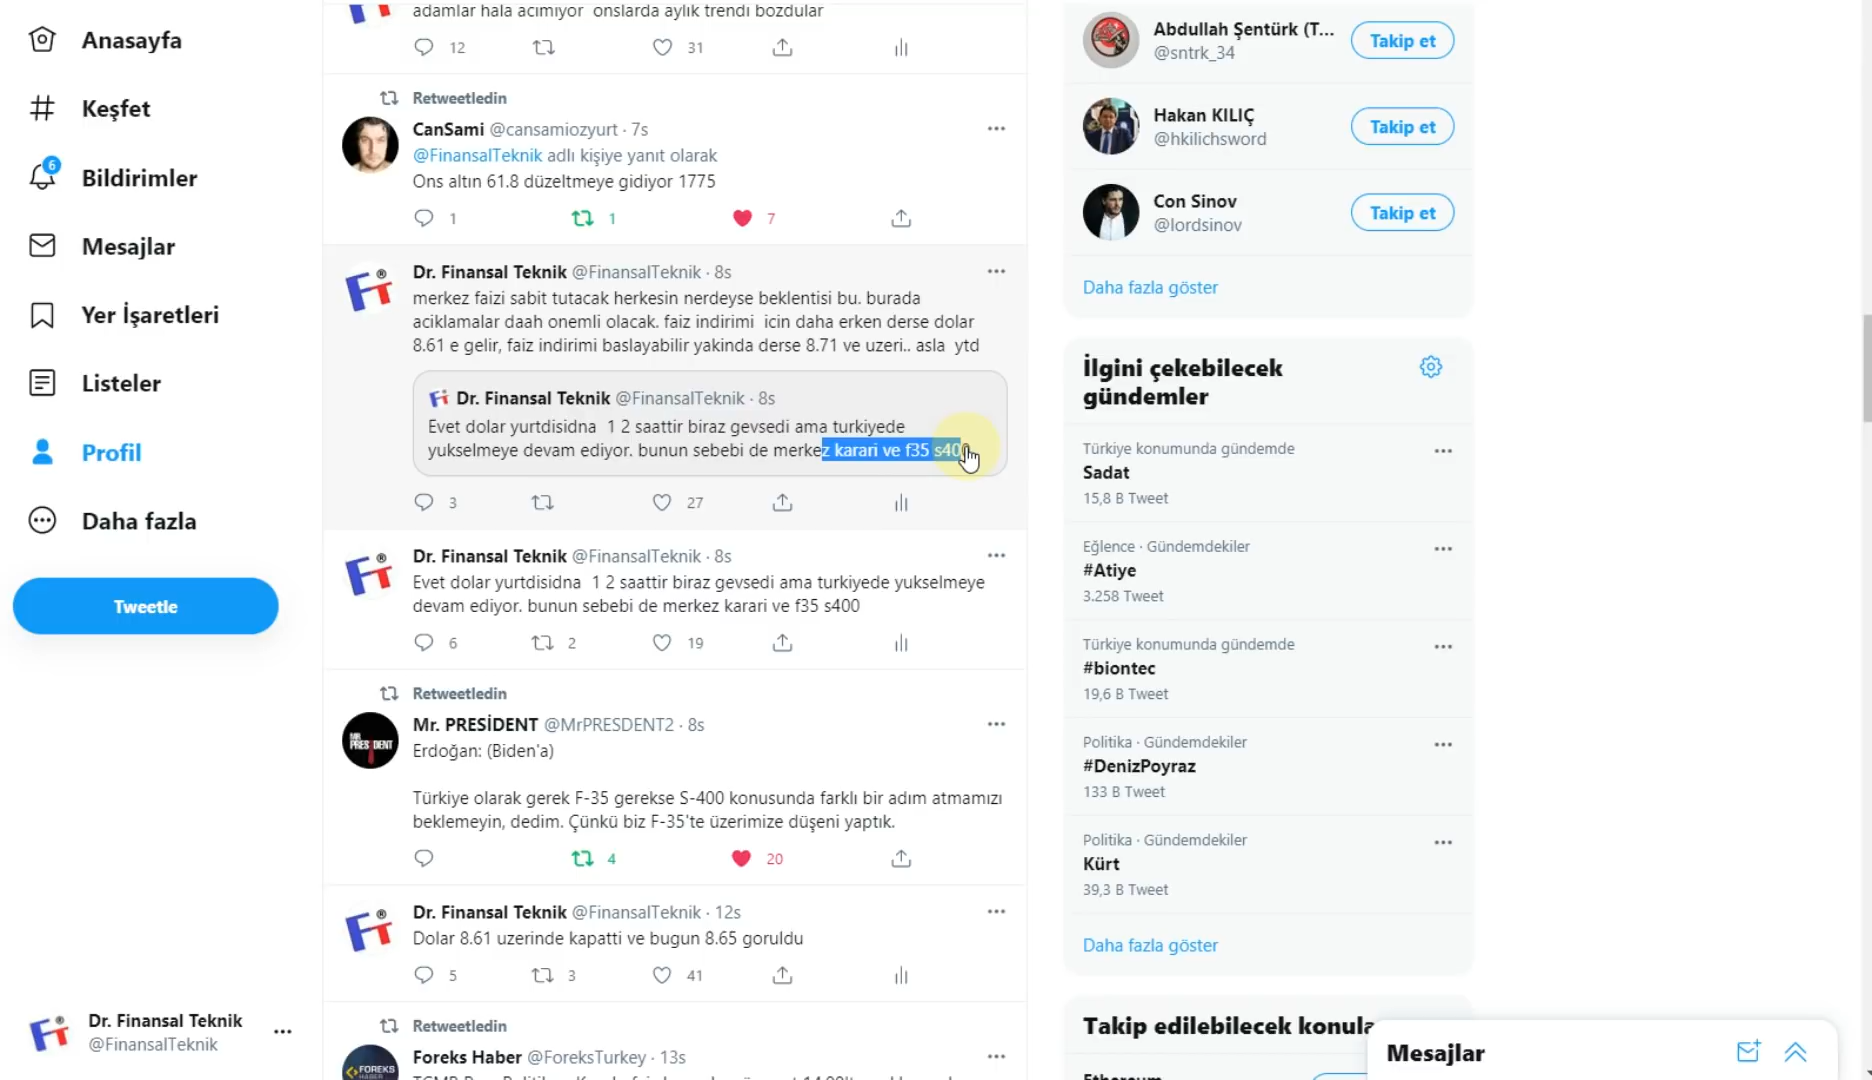 Anasayfa
Keşfet
6
Bildirimler
Mesajlar
Yer İşaretleri
Listeler
Profil
Daha fazla
Tweetle
Dr. Finansal Teknik
@FinansalTeknik
adamlar hala acimiyor onslarda aylik trendi bozdular
12 31
Retweetledin
CanSami @cansamiozyurt · 7s
@FinansalTeknik adlı kişiye yanıt olarak
Ons altın 61.8 düzeltmeye gidiyor 1775
1 1 7
Dr. Finansal Teknik @FinansalTeknik · 8s
merkez faizi sabit tutacak herkesin nerdeyse beklentisi bu. burada
aciklamalar daah onemli olacak. faiz indirimi icin daha erken derse dolar
8.61 e gelir, faiz indirimi baslayabilir yakinda derse 8.71 ve uzeri.. asla ytd
Dr. Finansal Teknik @FinansalTeknik · 8s
Evet dolar yurtdisidna 1 2 saattir biraz gevsedi ama turkiyede
yukselmeye devam ediyor. bunun sebebi de merkez karari ve f35 s400
3 27
Dr. Finansal Teknik @FinansalTeknik · 8s
Evet dolar yurtdisidna 1 2 saattir biraz gevsedi ama turkiyede yukselmeye
devam ediyor. bunun sebebi de merkez karari ve f35 s400
6 2 19
Retweetledin
MR PRESIDENT
Mr. PRESİDENT @MrPRESDENT2 · 8s
Erdoğan: (Biden'a)
Türkiye olarak gerek F-35 gerekse S-400 konusunda farklı bir adım atmamızı
beklemeyin, dedim. Çünkü biz F-35'te üzerimize düşeni yaptık.
4 20
Dr. Finansal Teknik @FinansalTeknik · 12s
Dolar 8.61 uzerinde kapatti ve bugun 8.65 goruldu
5 3 41
Retweetledin
FOREKS
Foreks Haber @ForeksTurkey · 13s
Abdullah Şentürk (T...
@sntrk_34
Takip et
Hakan KILIÇ
@hkilichsword
Takip et
Con Sinov
@lordsinov
Takip et
Daha fazla göster
İlgini çekebilecek
gündemler
Türkiye konumunda gündemde
Sadat
15,8 B Tweet
Eğlence · Gündemdekiler
#Atiye
3.258 Tweet
Türkiye konumunda gündemde
#biontec
19,6 B Tweet
Politika · Gündemdekiler
#DenizPoyraz
133 B Tweet
Politika · Gündemdekiler
Kürt
39,3 B Tweet
Daha fazla göster
Takip edilebilecek konula
Ethereum
Mesajlar